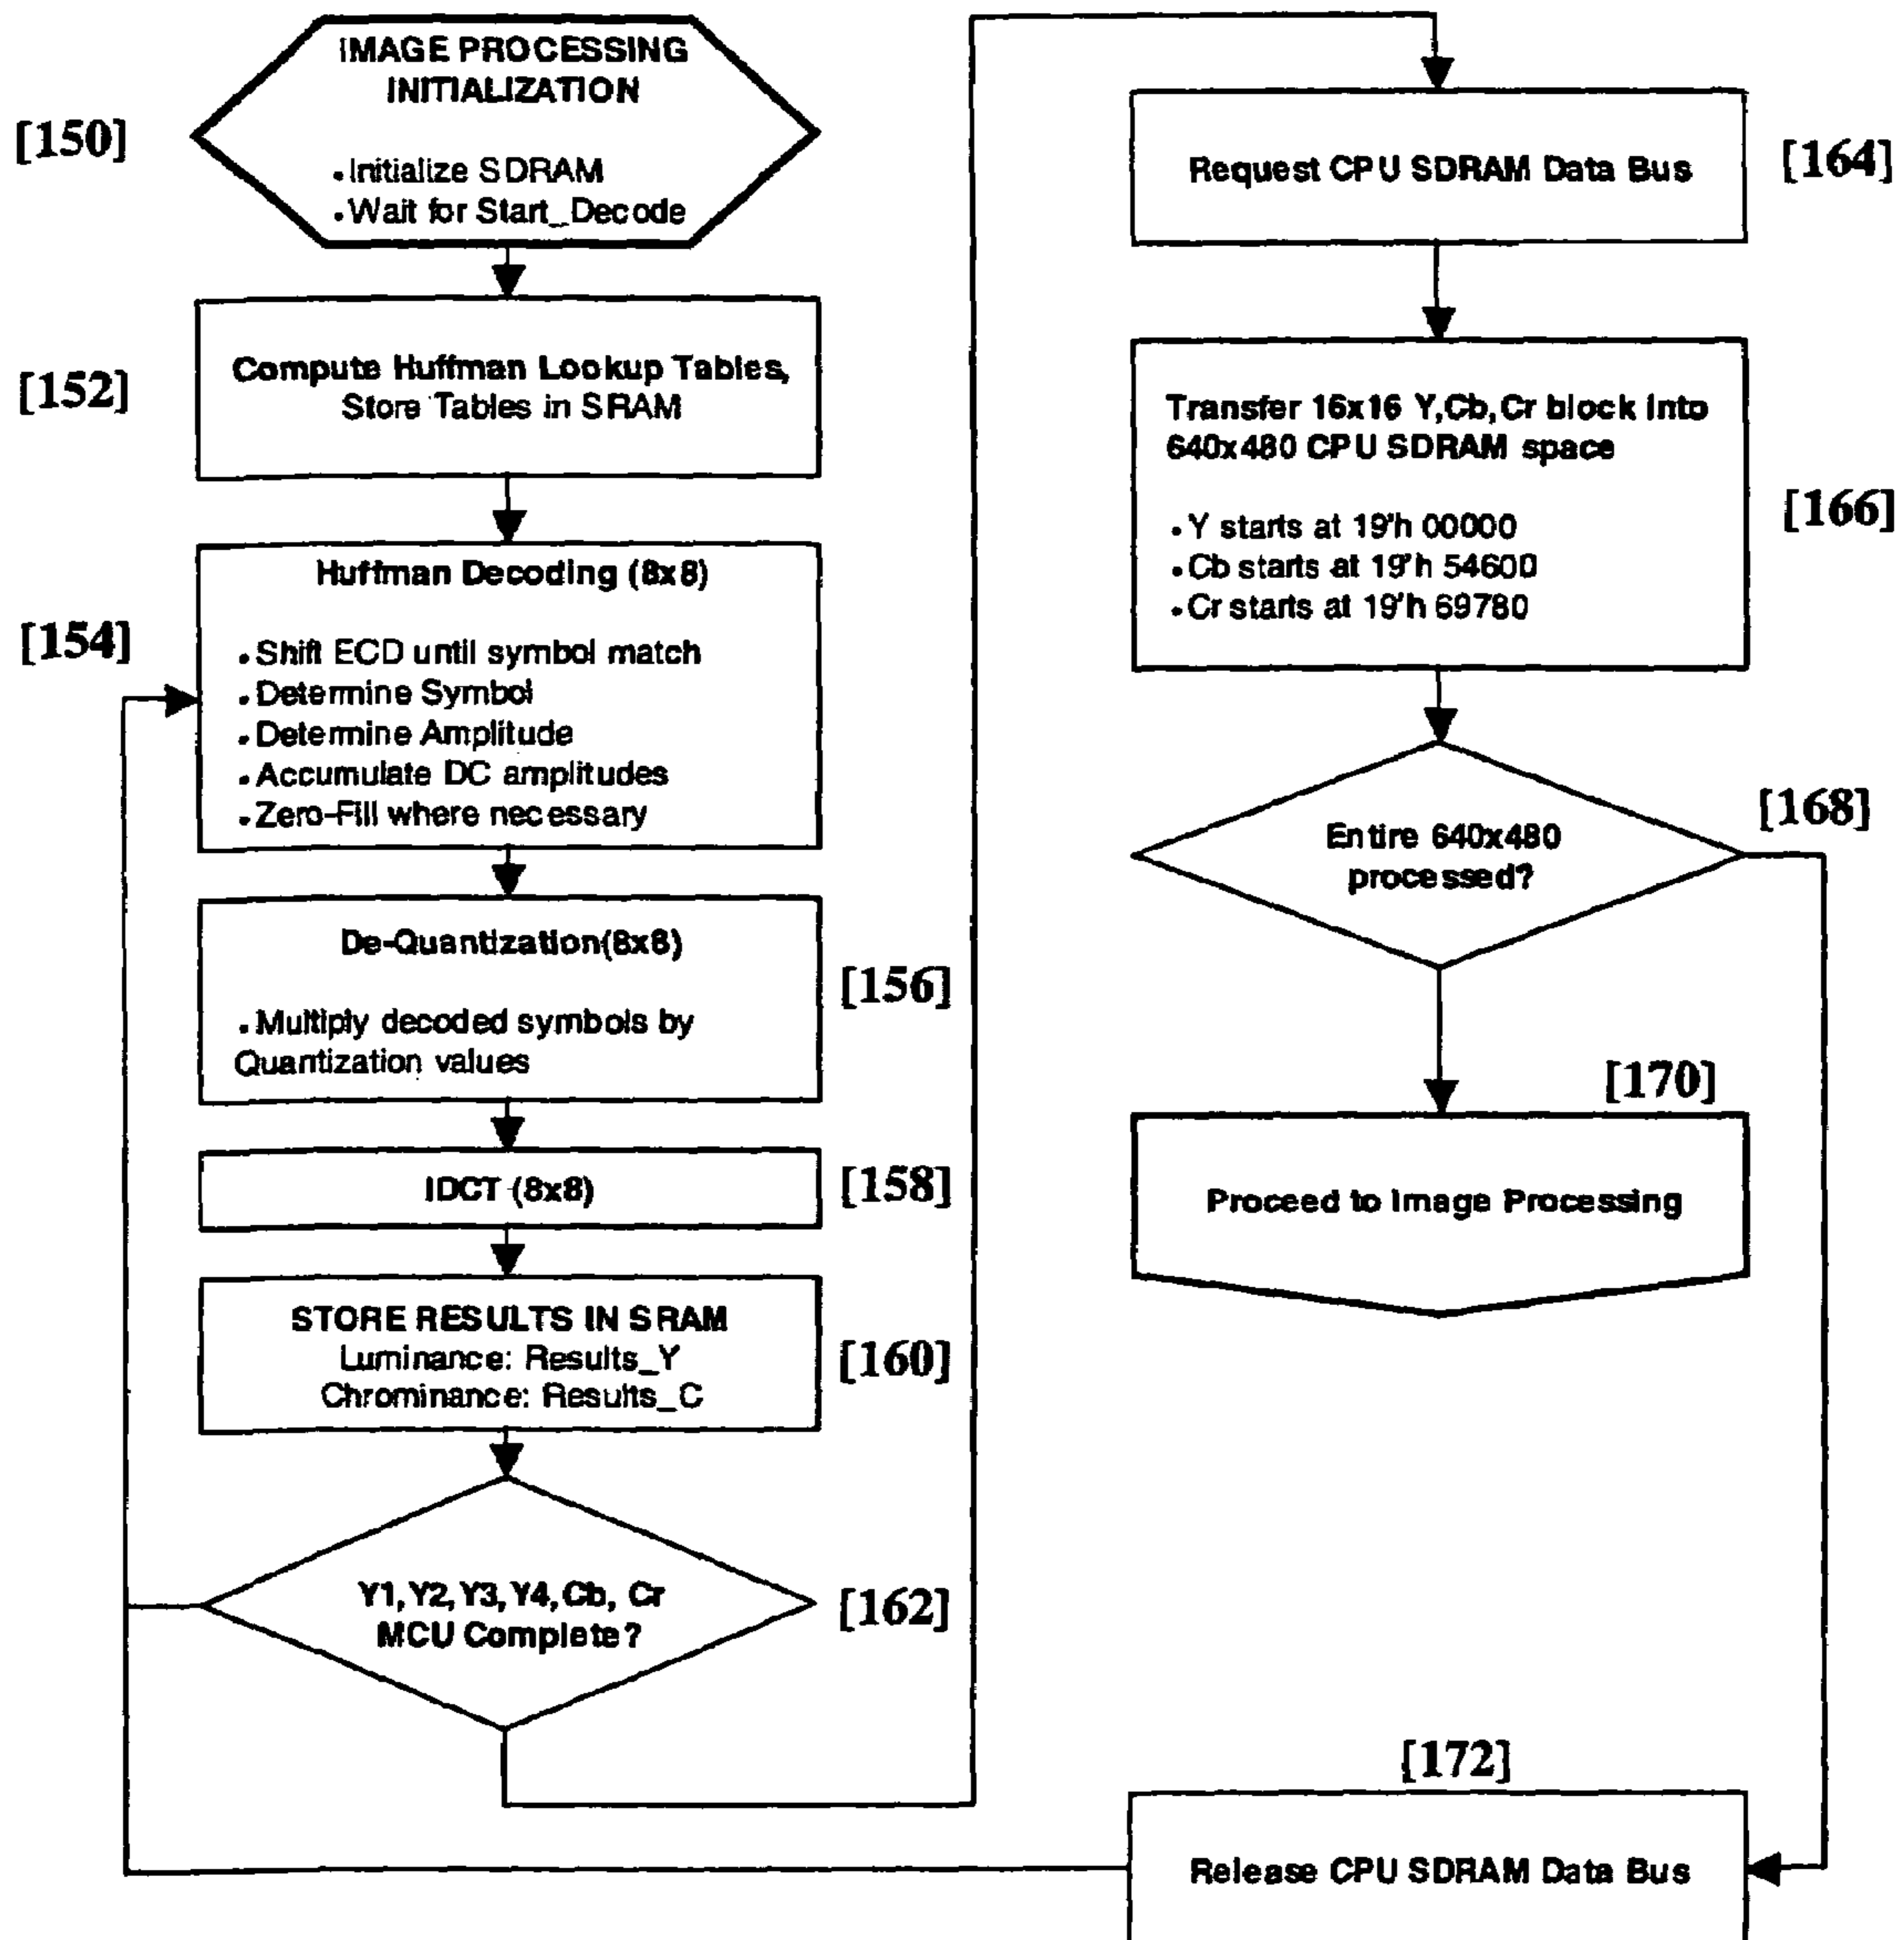 IMAGE PROCESSING
INITIALIZATION
[150]
• Initialize SDRAM
• Wait for Start_Decode
[152]
Compute Huffman Lookup Tables,
Store Tables in SRAM
[154]
Huffman Decoding (8x8)
• Shift ECD until symbol match
• Determine Symbol
• Determine Amplitude
• Accumulate DC amplitudes
• Zero-Fill where necessary
De-Quantization(8x8)
[156]
• Multiply decoded symbols by
Quantization values
IDCT (8x8)
[158]
STORE RESULTS IN SRAM
Luminance: Results_Y
Chrominance: Results_C
[160]
Y1,Y2,Y3,Y4,Cb, Cr
MCU Complete?
[162]
Request CPU SDRAM Data Bus
[164]
Transfer 16x16 Y,Cb,Cr block into
640x480 CPU SDRAM space
• Y starts at 19'h 00000
• Cb starts at 19'h 54600
• Cr starts at 19'h 69780
[166]
[168]
Entire 640x480
processed?
[170]
Proceed to Image Processing
[172]
Release CPU SDRAM Data Bus